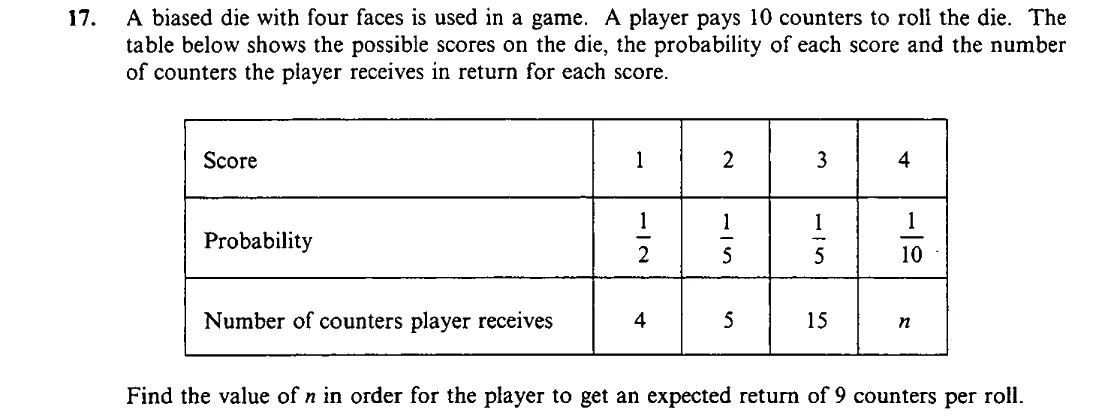 17. A biased die with four faces is used in a game. A player pays 10 counters to roll the die. The
table below shows the possible scores on the die, the probability of each score and the number
of counters the player receives in return for each score.
Score 1 2 3 4
Probability 1/2 1/5 1/5 1/10
Number of counters player receives 4 5 15 n
Find the value of n in order for the player to get an expected return of 9 counters per roll.